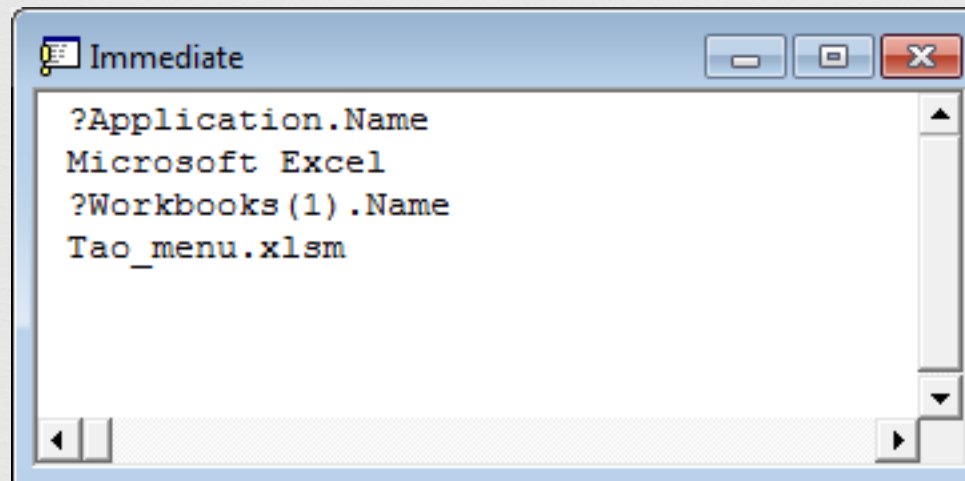 Immediate
?Application.Name
Microsoft Excel
?Workbooks(1).Name
Tao_menu.xlsm